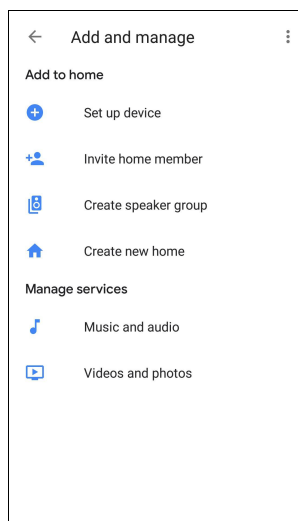 Add and manage
Add to home
Set up device
Invite home member
Create speaker group
Create new home
Manage services
Music and audio
Videos and photos